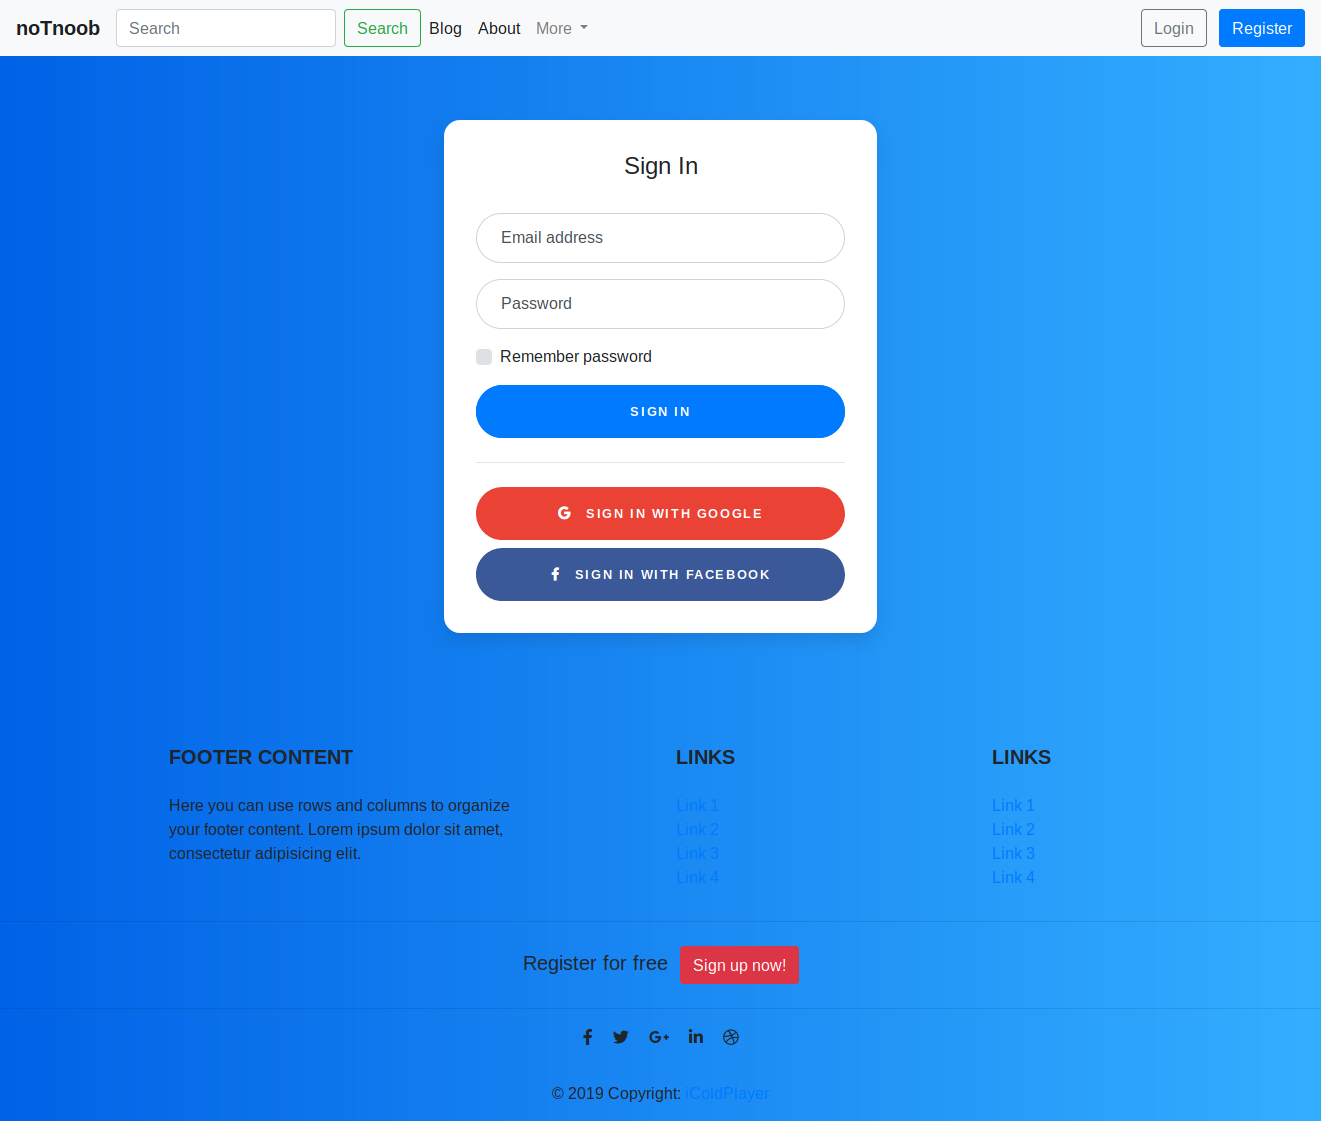 noTnoob Search Search Blog About More Login Register
Sign In
Email address
Password
Remember password
SIGN IN
SIGN IN WITH GOOGLE
SIGN IN WITH FACEBOOK
FOOTER CONTENT
Here you can use rows and columns to organize
your footer content. Lorem ipsum dolor sit amet,
consectetur adipisicing elit.
LINKS
Link 1
Link 2
Link 3
Link 4
LINKS
Link 1
Link 2
Link 3
Link 4
Register for free Sign up now!
© 2019 Copyright: iColdPlayer